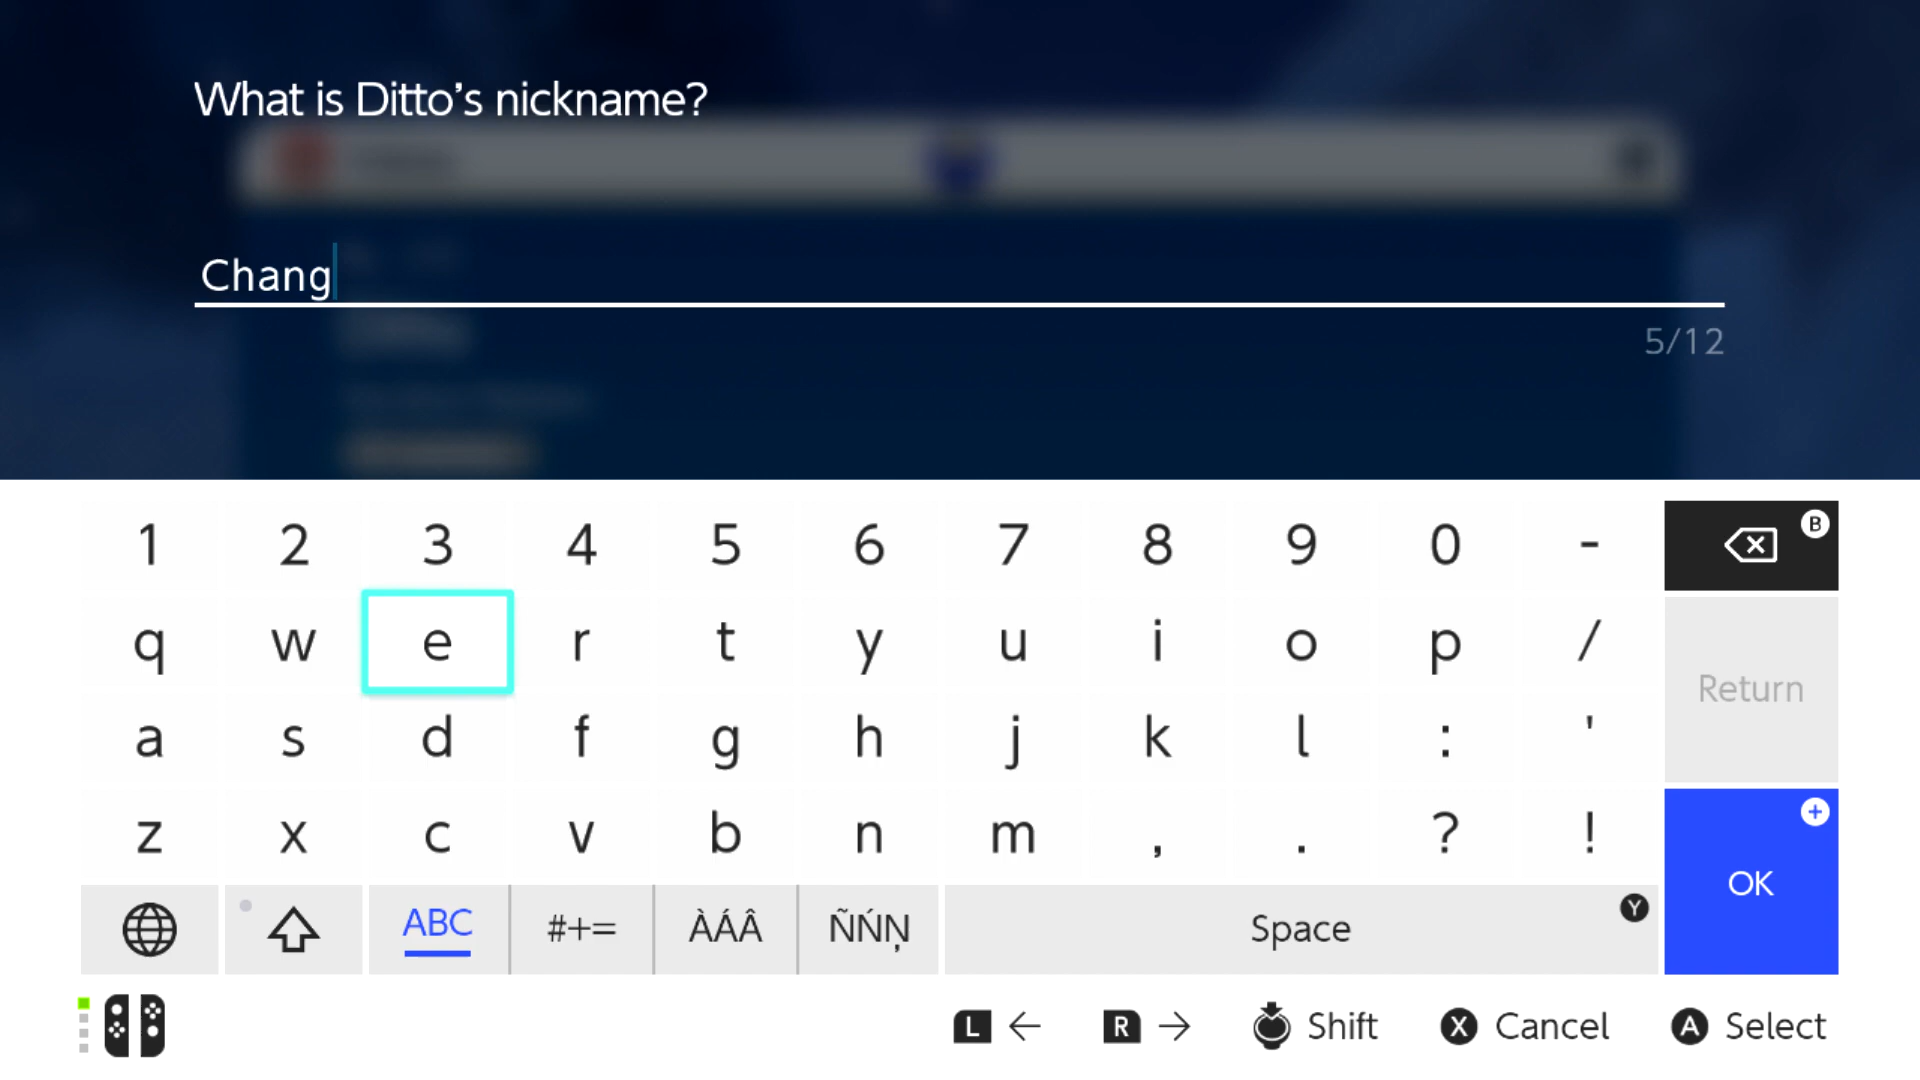 What is Ditto's nickname?
Chang
5/12
1 2 3 4 5 6 7 8 9 0 -
B
q w e r t y u i o p /
Return
a s d f g h j k l : '
z x c v b n m , . ? !
+
OK
ABC #+= ÀÁÂ ÑŃŅ Space Y
L ← R → Shift X Cancel A Select